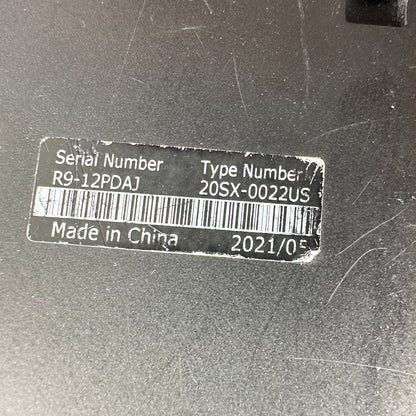 Serial Number Type Number
R9-12PDAJ 20SX-0022US
Made in China 2021/05